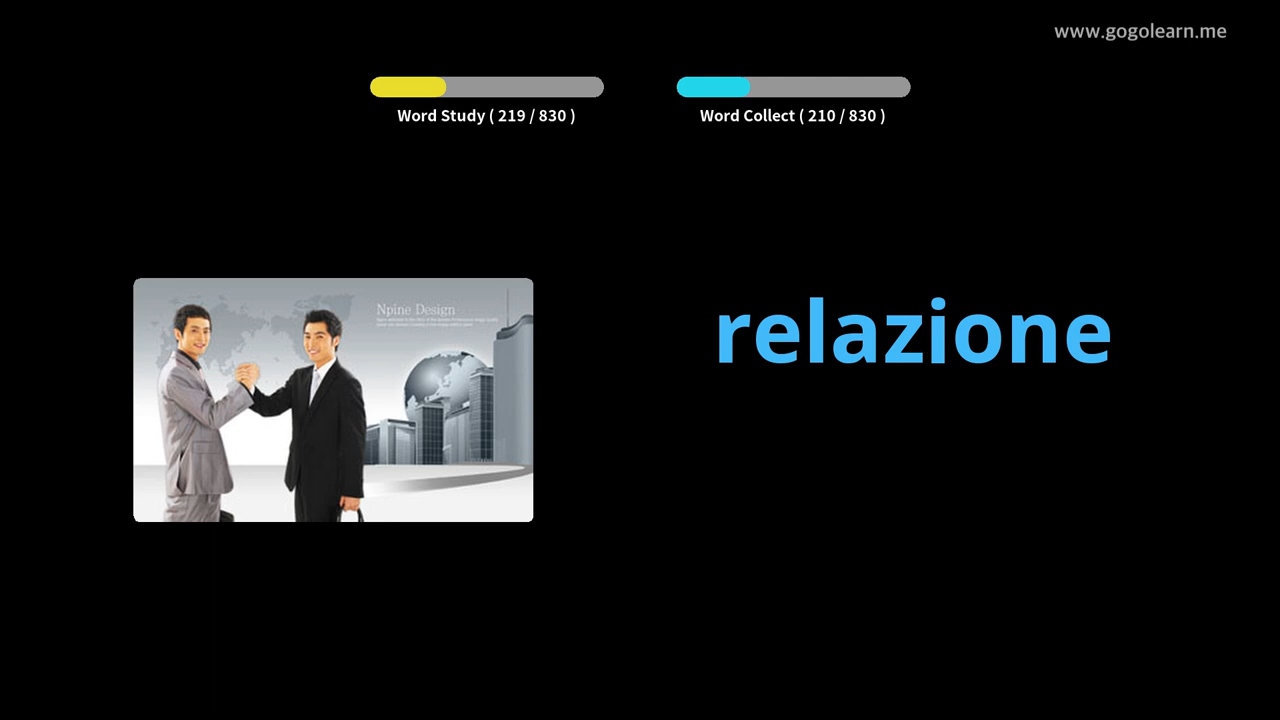 www.gogolearn.me
Word Study ( 219 / 830 )
Word Collect ( 210 / 830 )
Npine Design
relazione